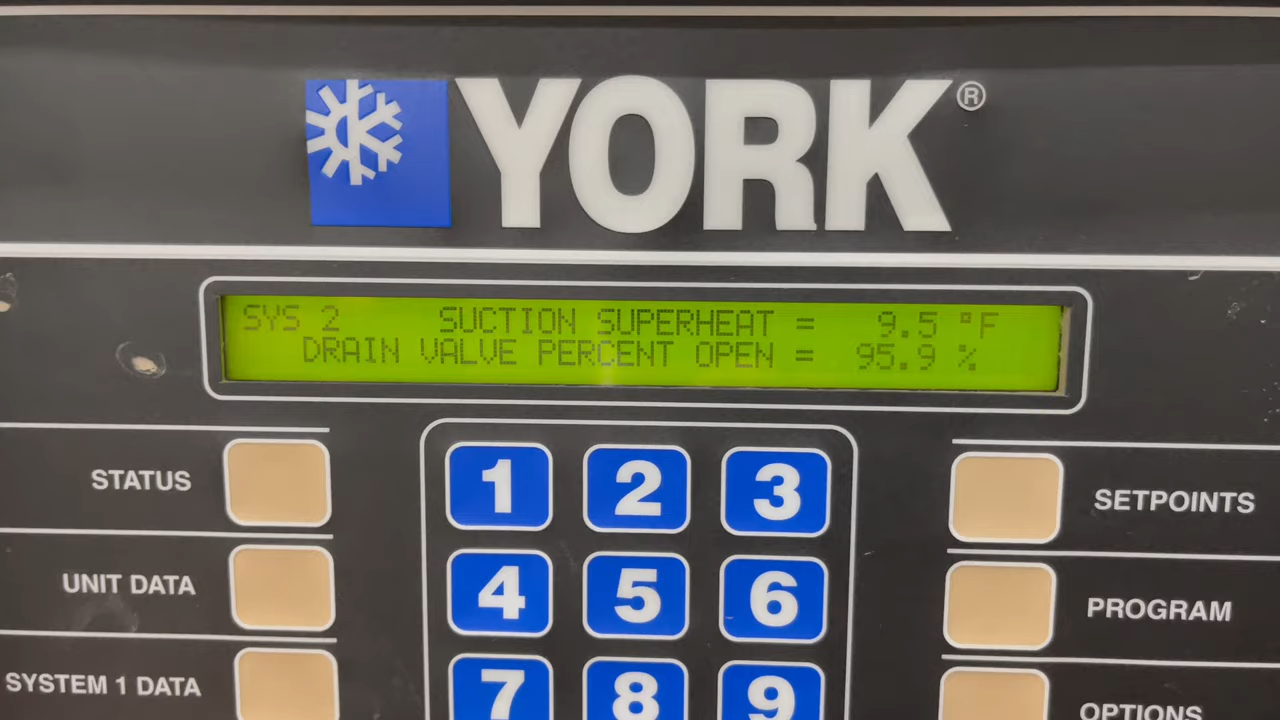 YORK®
SYS 2 SUCTION SUPERHEAT = 9.5 °F
DRAIN VALVE PERCENT OPEN = 95.9 %
STATUS
1 2 3
SETPOINTS
UNIT DATA
4 5 6
PROGRAM
SYSTEM 1 DATA
7 8 9
OPTIONS